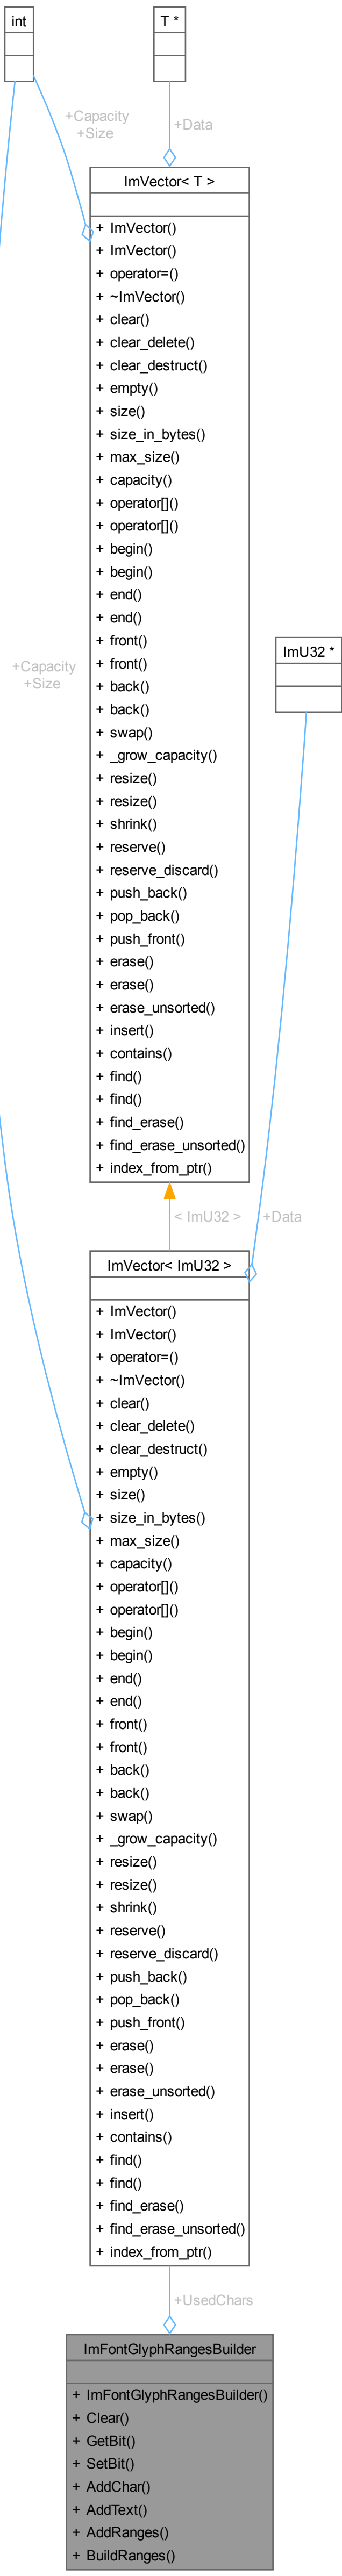 int
T *
+Capacity
+Size
+Data
ImVector< T >
+ ImVector()
+ ImVector()
+ operator=()
+ ~ImVector()
+ clear()
+ clear_delete()
+ clear_destruct()
+ empty()
+ size()
+ size_in_bytes()
+ max_size()
+ capacity()
+ operator[]()
+ operator[]()
+ begin()
+ begin()
+ end()
+ end()
+ front()
+ front()
+ back()
+ back()
+ swap()
+ _grow_capacity()
+ resize()
+ resize()
+ shrink()
+ reserve()
+ reserve_discard()
+ push_back()
+ pop_back()
+ push_front()
+ erase()
+ erase()
+ erase_unsorted()
+ insert()
+ contains()
+ find()
+ find()
+ find_erase()
+ find_erase_unsorted()
+ index_from_ptr()
+Capacity
+Size
ImU32 *
< ImU32 >
+Data
ImVector< ImU32 >
+ ImVector()
+ ImVector()
+ operator=()
+ ~ImVector()
+ clear()
+ clear_delete()
+ clear_destruct()
+ empty()
+ size()
+ size_in_bytes()
+ max_size()
+ capacity()
+ operator[]()
+ operator[]()
+ begin()
+ begin()
+ end()
+ end()
+ front()
+ front()
+ back()
+ back()
+ swap()
+ _grow_capacity()
+ resize()
+ resize()
+ shrink()
+ reserve()
+ reserve_discard()
+ push_back()
+ pop_back()
+ push_front()
+ erase()
+ erase()
+ erase_unsorted()
+ insert()
+ contains()
+ find()
+ find()
+ find_erase()
+ find_erase_unsorted()
+ index_from_ptr()
+UsedChars
ImFontGlyphRangesBuilder
+ ImFontGlyphRangesBuilder()
+ Clear()
+ GetBit()
+ SetBit()
+ AddChar()
+ AddText()
+ AddRanges()
+ BuildRanges()